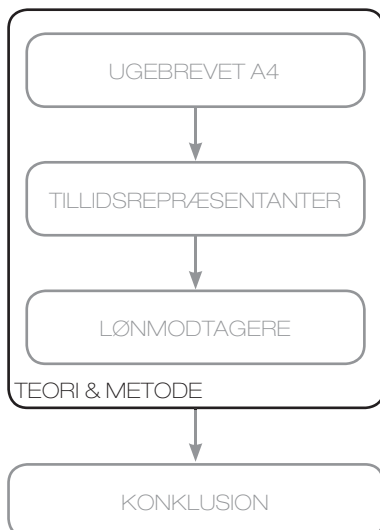 UGEBREVET A4
TILLIDSREPRÆSENTANTER
LØNMODTAGERE
TEORI & METODE
KONKLUSION